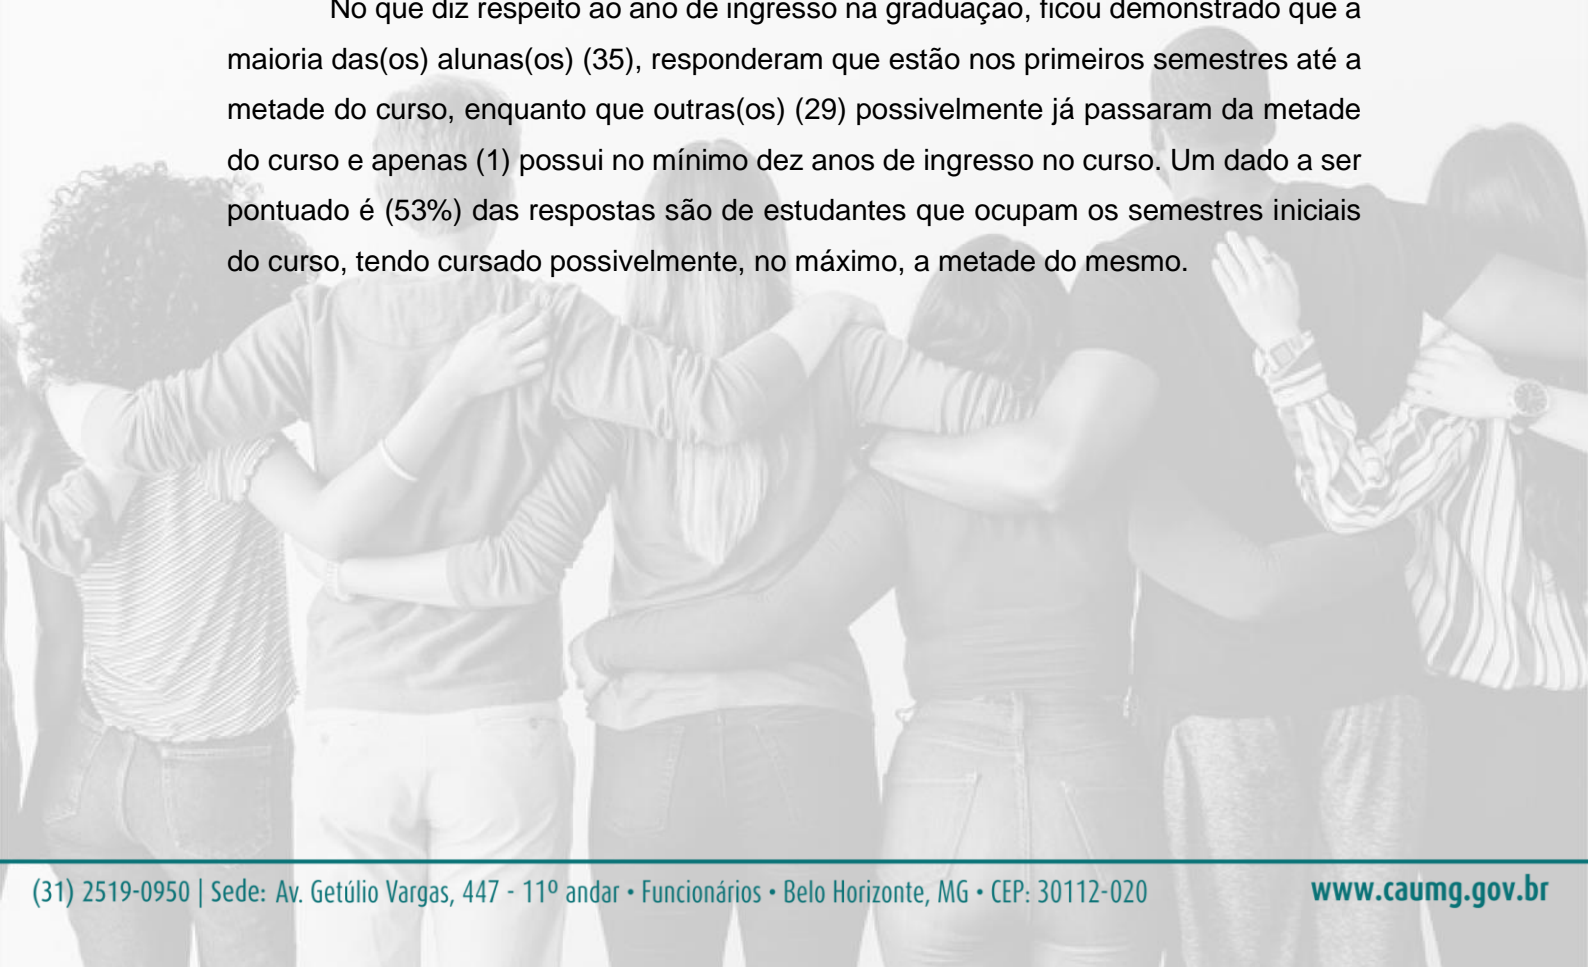 No que diz respeito ao ano de ingresso na graduação, ficou demonstrado que a
maioria das(os) alunas(os) (35), responderam que estão nos primeiros semestres até a
metade do curso, enquanto que outras(os) (29) possivelmente já passaram da metade
do curso e apenas (1) possui no mínimo dez anos de ingresso no curso. Um dado a ser
pontuado é (53%) das respostas são de estudantes que ocupam os semestres iniciais
do curso, tendo cursado possivelmente, no máximo, a metade do mesmo.
(31) 2519-0950 | Sede: Av. Getúlio Vargas, 447 - 11º andar • Funcionários • Belo Horizonte, MG • CEP: 30112-020
www.caumg.gov.br